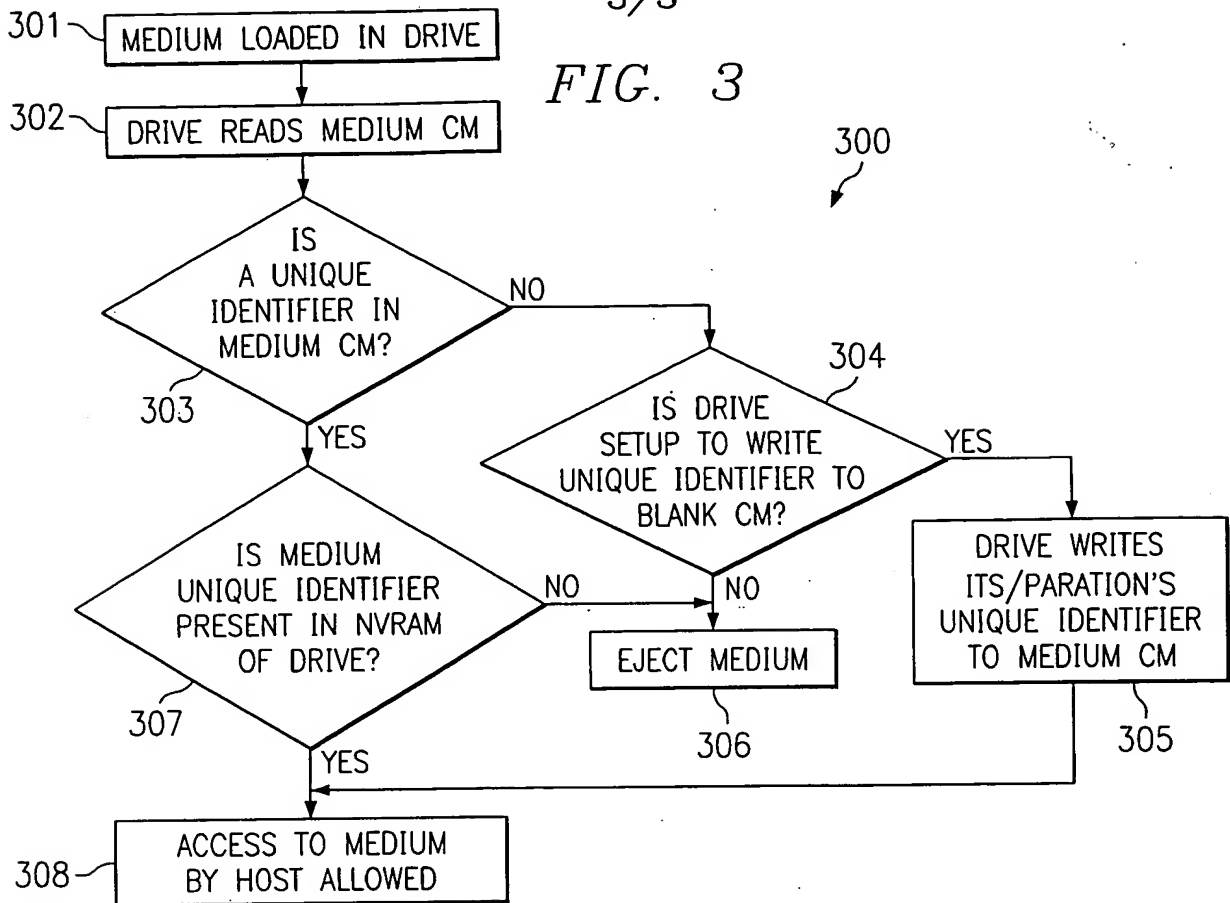 3/3
301
MEDIUM LOADED IN DRIVE
FIG. 3
302
DRIVE READS MEDIUM CM
300
IS
A UNIQUE
IDENTIFIER IN
MEDIUM CM?
NO
303
YES
304
IS DRIVE
SETUP TO WRITE
UNIQUE IDENTIFIER TO
BLANK CM?
YES
NO
IS MEDIUM
UNIQUE IDENTIFIER
PRESENT IN NVRAM
OF DRIVE?
NO
307
YES
EJECT MEDIUM
306
DRIVE WRITES
ITS/PARATION'S
UNIQUE IDENTIFIER
TO MEDIUM CM
305
308
ACCESS TO MEDIUM
BY HOST ALLOWED